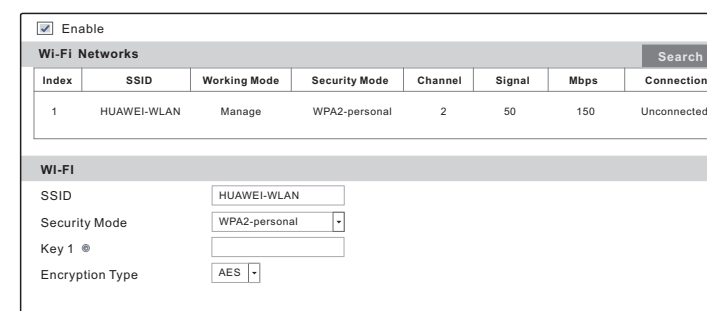 Enable
Wi-Fi Networks Search
Index SSID Working Mode Security Mode Channel Signal Mbps Connection
1 HUAWEI-WLAN Manage WPA2-personal 2 50 150 Unconnected
WI-FI
SSID HUAWEI-WLAN
Security Mode WPA2-personal
Key 1
Encryption Type AES